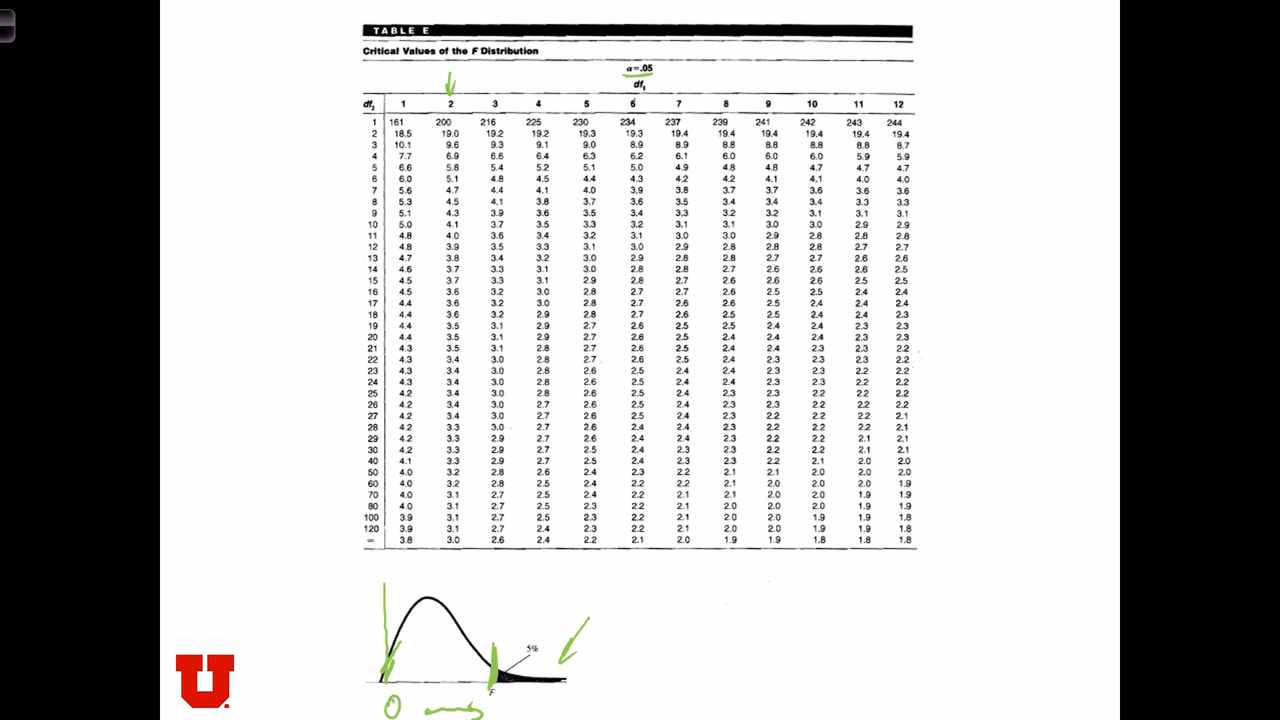 TABLE E
Critical Values of the F Distribution
α=.05
df₁
df₂ 1 2 3 4 5 6 7 8 9 10 11 12
1 161 200 216 225 230 234 237 239 241 242 243 244
2 18.5 19.0 19.2 19.2 19.3 19.3 19.4 19.4 19.4 19.4 19.4 19.4
3 10.1 9.6 9.3 9.1 9.0 8.9 8.9 8.8 8.8 8.8 8.8 8.7
4 7.7 6.9 6.6 6.4 6.3 6.2 6.1 6.0 6.0 6.0 5.9 5.9
5 6.6 5.8 5.4 5.2 5.1 5.0 4.9 4.8 4.8 4.7 4.7 4.7
6 6.0 5.1 4.8 4.5 4.4 4.3 4.2 4.2 4.1 4.1 4.0 4.0
7 5.6 4.7 4.4 4.1 4.0 3.9 3.8 3.7 3.7 3.6 3.6 3.6
8 5.3 4.5 4.1 3.8 3.7 3.6 3.5 3.4 3.4 3.4 3.3 3.3
9 5.1 4.3 3.9 3.6 3.5 3.4 3.3 3.2 3.2 3.1 3.1 3.1
10 5.0 4.1 3.7 3.5 3.3 3.2 3.1 3.1 3.0 3.0 2.9 2.9
11 4.8 4.0 3.6 3.4 3.2 3.1 3.0 3.0 2.9 2.8 2.8 2.8
12 4.8 3.9 3.5 3.3 3.1 3.0 2.9 2.8 2.8 2.8 2.7 2.7
13 4.7 3.8 3.4 3.2 3.0 2.9 2.8 2.8 2.7 2.7 2.6 2.6
14 4.6 3.7 3.3 3.1 3.0 2.8 2.8 2.7 2.6 2.6 2.6 2.5
15 4.5 3.7 3.3 3.1 2.9 2.8 2.7 2.6 2.6 2.6 2.5 2.5
16 4.5 3.6 3.2 3.0 2.8 2.7 2.7 2.6 2.5 2.5 2.4 2.4
17 4.4 3.6 3.2 3.0 2.8 2.7 2.6 2.6 2.5 2.4 2.4 2.4
18 4.4 3.6 3.2 2.9 2.8 2.7 2.6 2.5 2.5 2.4 2.4 2.3
19 4.4 3.5 3.1 2.9 2.7 2.6 2.5 2.5 2.4 2.4 2.3 2.3
20 4.4 3.5 3.1 2.9 2.7 2.6 2.5 2.4 2.4 2.4 2.3 2.3
21 4.3 3.5 3.1 2.8 2.7 2.6 2.5 2.4 2.4 2.3 2.3 2.2
22 4.3 3.4 3.0 2.8 2.7 2.6 2.5 2.4 2.3 2.3 2.3 2.2
23 4.3 3.4 3.0 2.8 2.6 2.5 2.4 2.4 2.3 2.3 2.2 2.2
24 4.3 3.4 3.0 2.8 2.6 2.5 2.4 2.4 2.3 2.3 2.2 2.2
25 4.2 3.4 3.0 2.8 2.6 2.5 2.4 2.3 2.3 2.2 2.2 2.2
26 4.2 3.4 3.0 2.7 2.6 2.5 2.4 2.3 2.3 2.2 2.2 2.2
27 4.2 3.4 3.0 2.7 2.6 2.5 2.4 2.3 2.2 2.2 2.2 2.1
28 4.2 3.3 3.0 2.7 2.6 2.4 2.4 2.3 2.2 2.2 2.2 2.1
29 4.2 3.3 2.9 2.7 2.6 2.4 2.4 2.3 2.2 2.2 2.1 2.1
30 4.2 3.3 2.9 2.7 2.5 2.4 2.3 2.3 2.2 2.2 2.1 2.1
40 4.1 3.3 2.9 2.7 2.5 2.4 2.3 2.3 2.2 2.1 2.0 2.0
50 4.0 3.2 2.8 2.6 2.4 2.3 2.2 2.1 2.1 2.0 2.0 2.0
60 4.0 3.2 2.8 2.5 2.4 2.2 2.2 2.1 2.0 2.0 2.0 1.9
70 4.0 3.1 2.7 2.5 2.4 2.2 2.1 2.1 2.0 2.0 1.9 1.9
80 4.0 3.1 2.7 2.5 2.3 2.2 2.1 2.0 2.0 2.0 1.9 1.9
100 3.9 3.1 2.7 2.5 2.3 2.2 2.1 2.0 2.0 1.9 1.9 1.8
120 3.9 3.1 2.7 2.4 2.3 2.2 2.1 2.0 2.0 1.9 1.9 1.8
∞ 3.8 3.0 2.6 2.4 2.2 2.1 2.0 1.9 1.9 1.8 1.8 1.8
5%
F
0
U